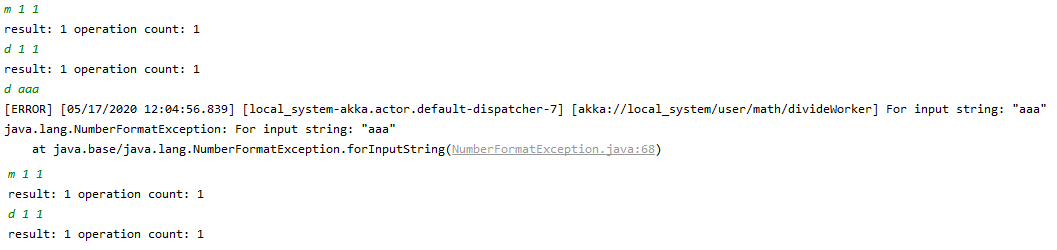 m 1 1
result: 1 operation count: 1
d 1 1
result: 1 operation count: 1
d aaa
[ERROR] [05/17/2020 12:04:56.839] [local_system-akka.actor.default-dispatcher-7] [akka://local_system/user/math/divideWorker] For input string: "aaa"
java.lang.NumberFormatException: For input string: "aaa"
    at java.base/java.lang.NumberFormatException.forInputString(NumberFormatException.java:68)
m 1 1
result: 1 operation count: 1
d 1 1
result: 1 operation count: 1